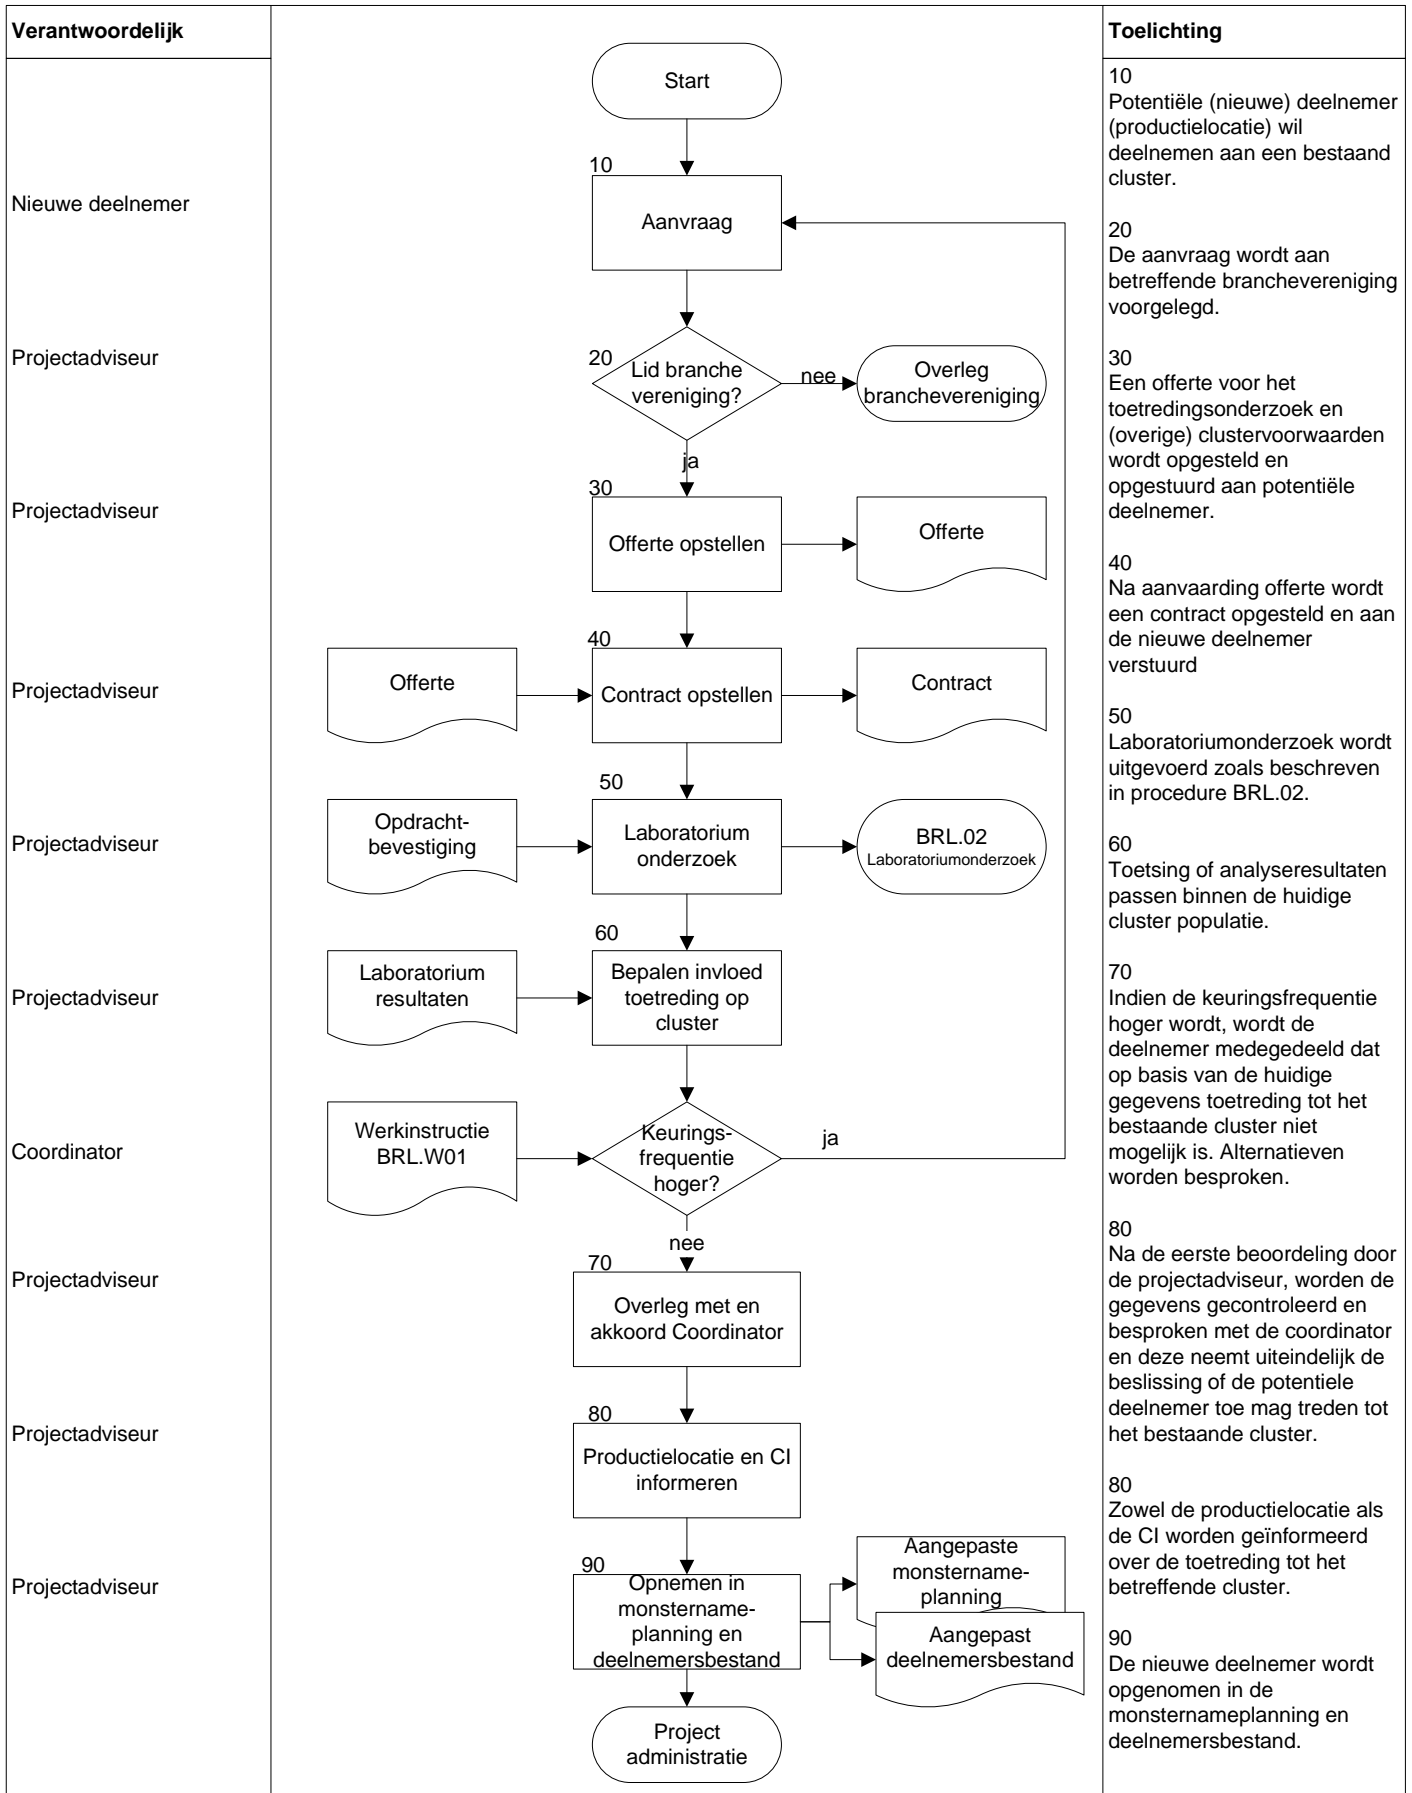 Verantwoordelijk
Nieuwe deelnemer
Projectadviseur
Projectadviseur
Projectadviseur
Projectadviseur
Projectadviseur
Coordinator
Projectadviseur
Projectadviseur
Projectadviseur
Start
10
Aanvraag
20
Lid branche
vereniging?
nee
Overleg
branchevereniging
ja
30
Offerte opstellen
Offerte
40
Offerte
Contract opstellen
Contract
50
Opdracht-
bevestiging
Laboratorium
onderzoek
BRL.02
Laboratoriumonderzoek
60
Laboratorium
resultaten
Bepalen invloed
toetreding op
cluster
Werkinstructie
BRL.W01
Keurings-
frequentie
hoger?
ja
nee
70
Overleg met en
akkoord Coordinator
80
Productielocatie en CI
informeren
90
Opnemen in
monstername-
planning en
deelnemersbestand
Aangepaste
monstername-
planning
Aangepast
deelnemersbestand
Project
administratie
Toelichting
10
Potentiële (nieuwe) deelnemer
(productielocatie) wil
deelnemen aan een bestaand
cluster.
20
De aanvraag wordt aan
betreffende branchevereniging
voorgelegd.
30
Een offerte voor het
toetredingsonderzoek en
(overige) clustervoorwaarden
wordt opgesteld en
opgestuurd aan potentiële
deelnemer.
40
Na aanvaarding offerte wordt
een contract opgesteld en aan
de nieuwe deelnemer
verstuurd
50
Laboratoriumonderzoek wordt
uitgevoerd zoals beschreven
in procedure BRL.02.
60
Toetsing of analyseresultaten
passen binnen de huidige
cluster populatie.
70
Indien de keuringsfrequentie
hoger wordt, wordt de
deelnemer medegedeeld dat
op basis van de huidige
gegevens toetreding tot het
bestaande cluster niet
mogelijk is. Alternatieven
worden besproken.
80
Na de eerste beoordeling door
de projectadviseur, worden de
gegevens gecontroleerd en
besproken met de coordinator
en deze neemt uiteindelijk de
beslissing of de potentiele
deelnemer toe mag treden tot
het bestaande cluster.
80
Zowel de productielocatie als
de CI worden geïnformeerd
over de toetreding tot het
betreffende cluster.
90
De nieuwe deelnemer wordt
opgenomen in de
monsternameplanning en
deelnemersbestand.